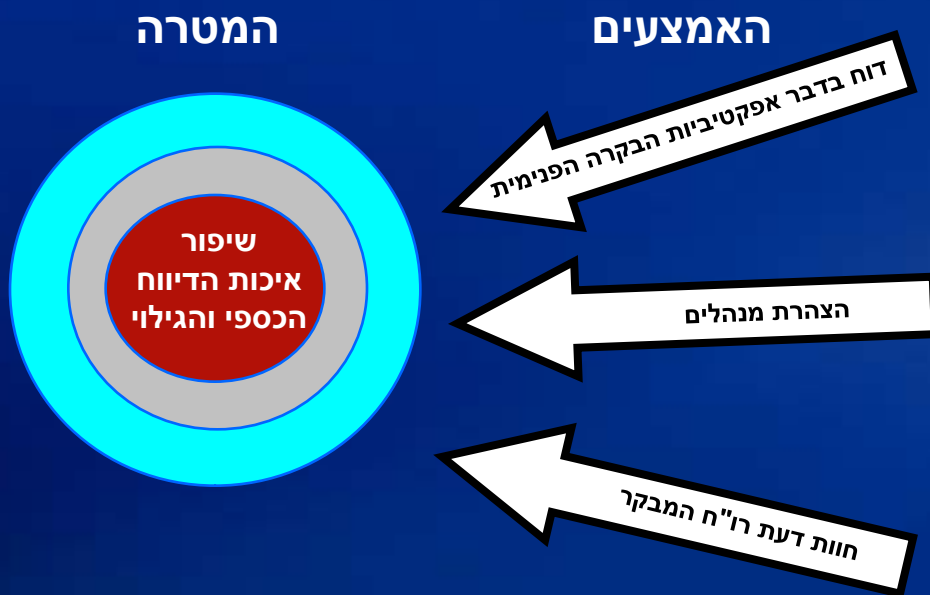 האמצעים
המטרה
דוח בדבר אפקטיביות הבקרה הפנימית
הצהרת מנהלים
חוות דעת רו"ח המבקר
שיפור
איכות הדיווח
הכספי והגילוי